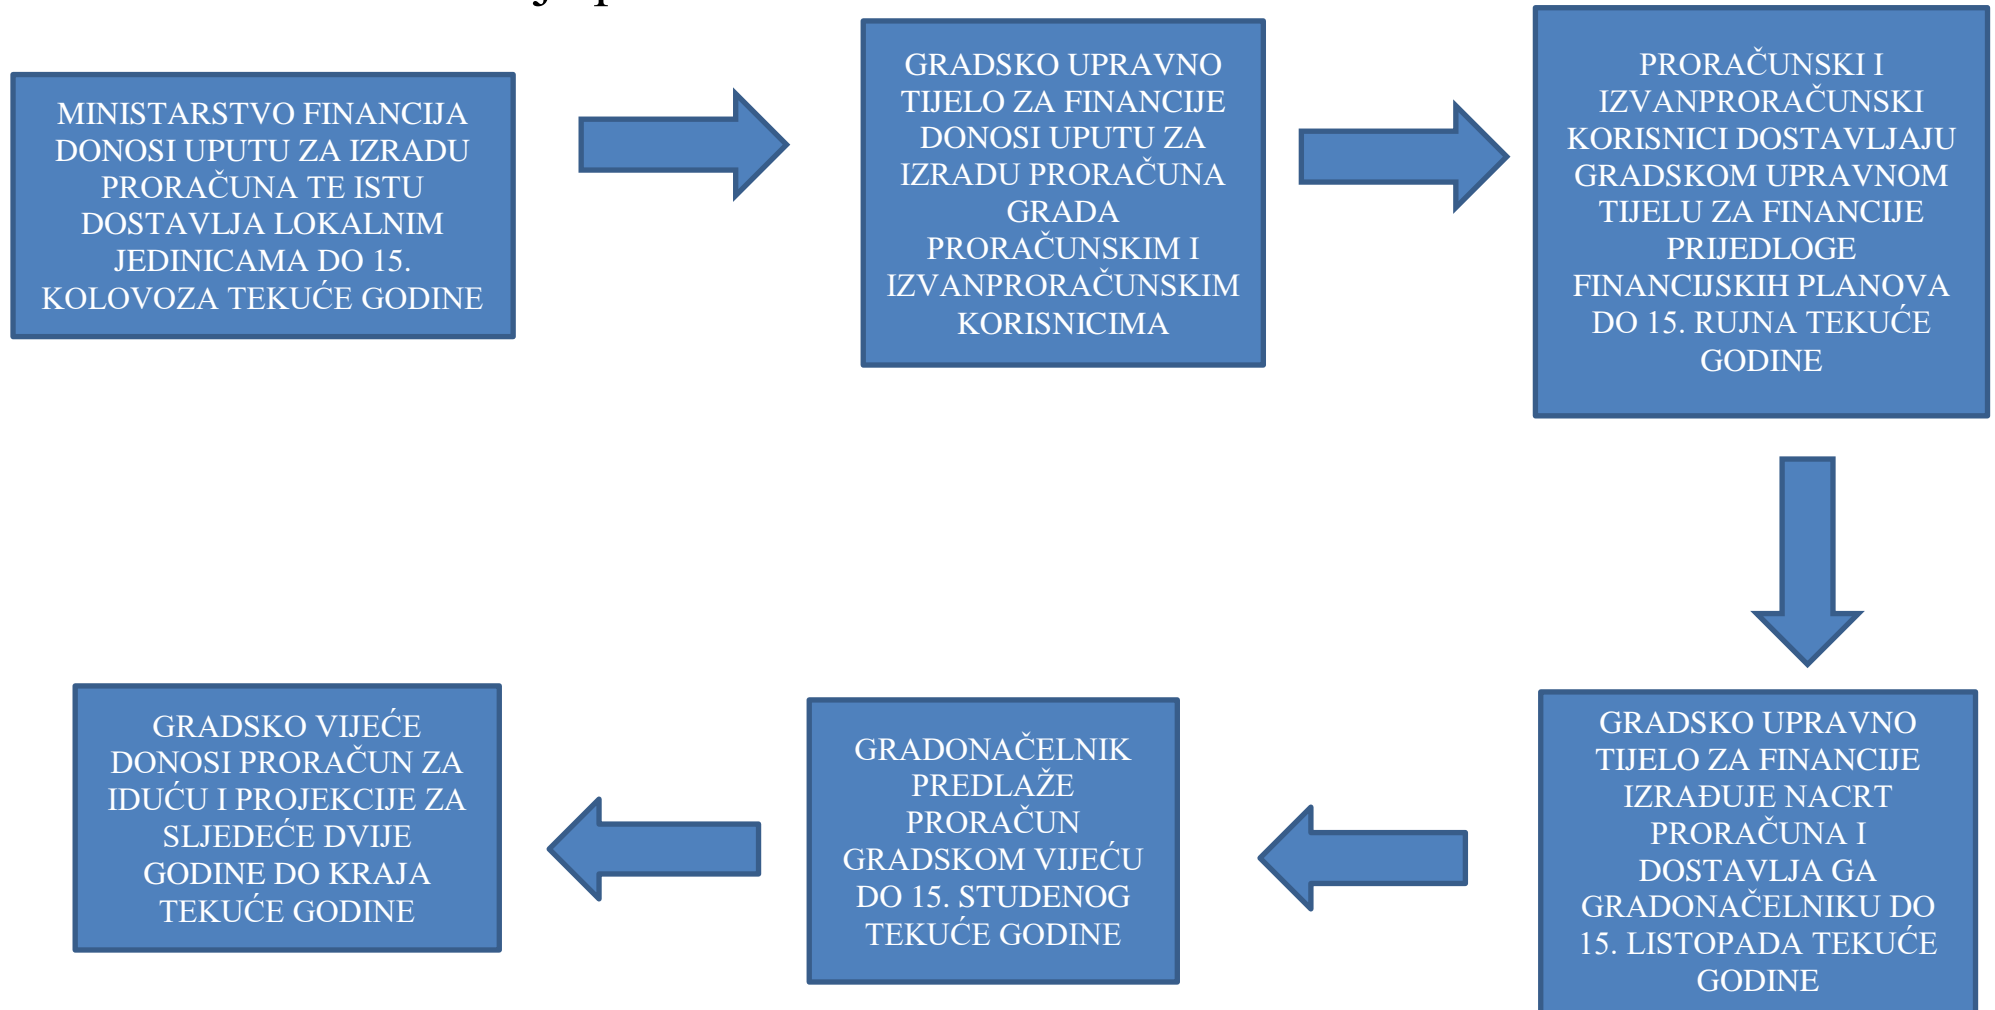 MINISTARSTVO FINANCIJA
DONOSI UPUTU ZA IZRADU
PRORAČUNA TE ISTU
DOSTAVLJA LOKALNIM
JEDINICAMA DO 15.
KOLOVOZA TEKUĆE GODINE
GRADSKO UPRAVNO
TIJELO ZA FINANCIJE
DONOSI UPUTU ZA
IZRADU PRORAČUNA
GRADA
PRORAČUNSKIM I
IZVANPRORAČUNSKIM
KORISNICIMA
PRORAČUNSKI I
IZVANPRORAČUNSKI
KORISNICI DOSTAVLJAJU
GRADSKOM UPRAVNOM
TIJELU ZA FINANCIJE
PRIJEDLOGE
FINANCIJSKIH PLANOVA
DO 15. RUJNA TEKUĆE
GODINE
GRADSKO UPRAVNO
TIJELO ZA FINANCIJE
IZRAĐUJE NACRT
PRORAČUNA I
DOSTAVLJA GA
GRADONAČELNIKU DO
15. LISTOPADA TEKUĆE
GODINE
GRADONAČELNIK
PREDLAŽE
PRORAČUN
GRADSKOM VIJEĆU
DO 15. STUDENOG
TEKUĆE GODINE
GRADSKO VIJEĆE
DONOSI PRORAČUN ZA
IDUĆU I PROJEKCIJE ZA
SLJEDEĆE DVIJE
GODINE DO KRAJA
TEKUĆE GODINE